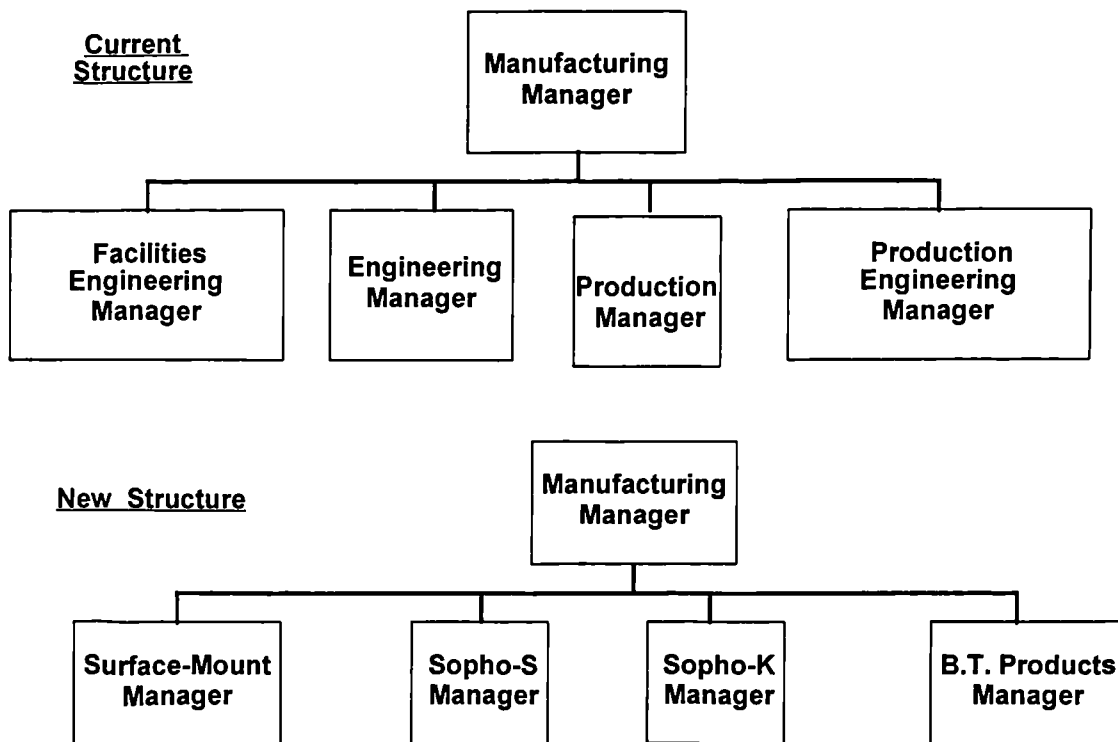 Current
Structure
Manufacturing
Manager
Facilities
Engineering
Manager
Engineering
Manager
Production
Manager
Production
Engineering
Manager
New Structure
Manufacturing
Manager
Surface-Mount
Manager
Sopho-S
Manager
Sopho-K
Manager
B.T. Products
Manager